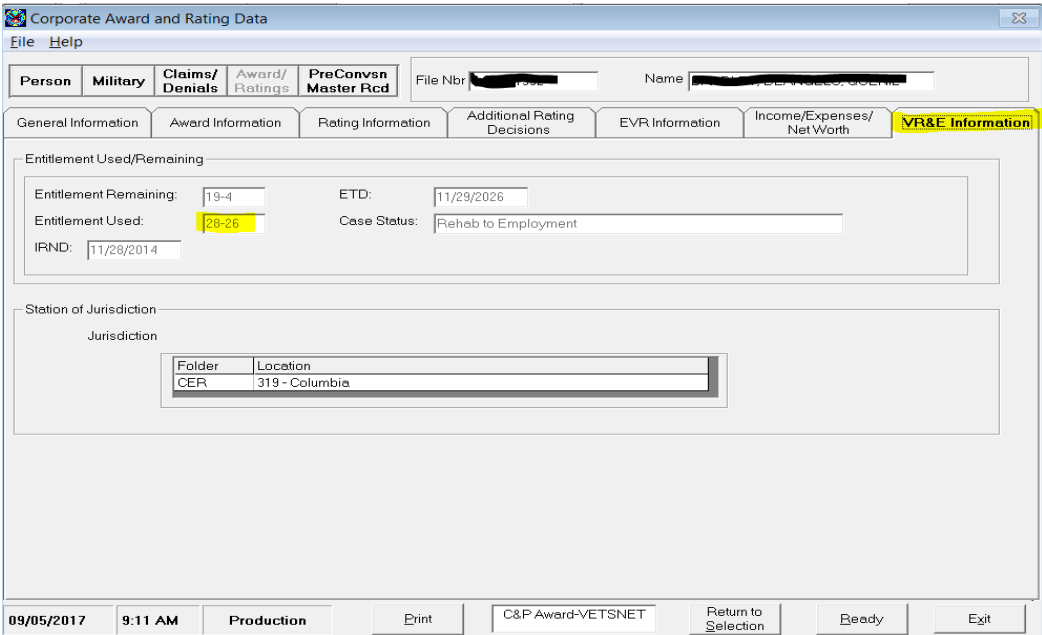 Corporate Award and Rating Data
File Help
Person Military Claims/ Denials Award/ Ratings PreConvsn Master Rcd File Nbr Name
General Information Award Information Rating Information Additional Rating Decisions EVR Information Income/Expenses/ Net Worth VR&E Information
Entitlement Used/Remaining
Entitlement Remaining: 19-4 ETD: 11/29/2026
Entitlement Used: 28-26 Case Status: Rehab to Employment
IRND: 11/28/2014
Station of Jurisdiction
Jurisdiction
Folder Location
CER 319 - Columbia
09/05/2017 9:11 AM Production Print C&P Award-VETSNET Return to Selection Ready Exit